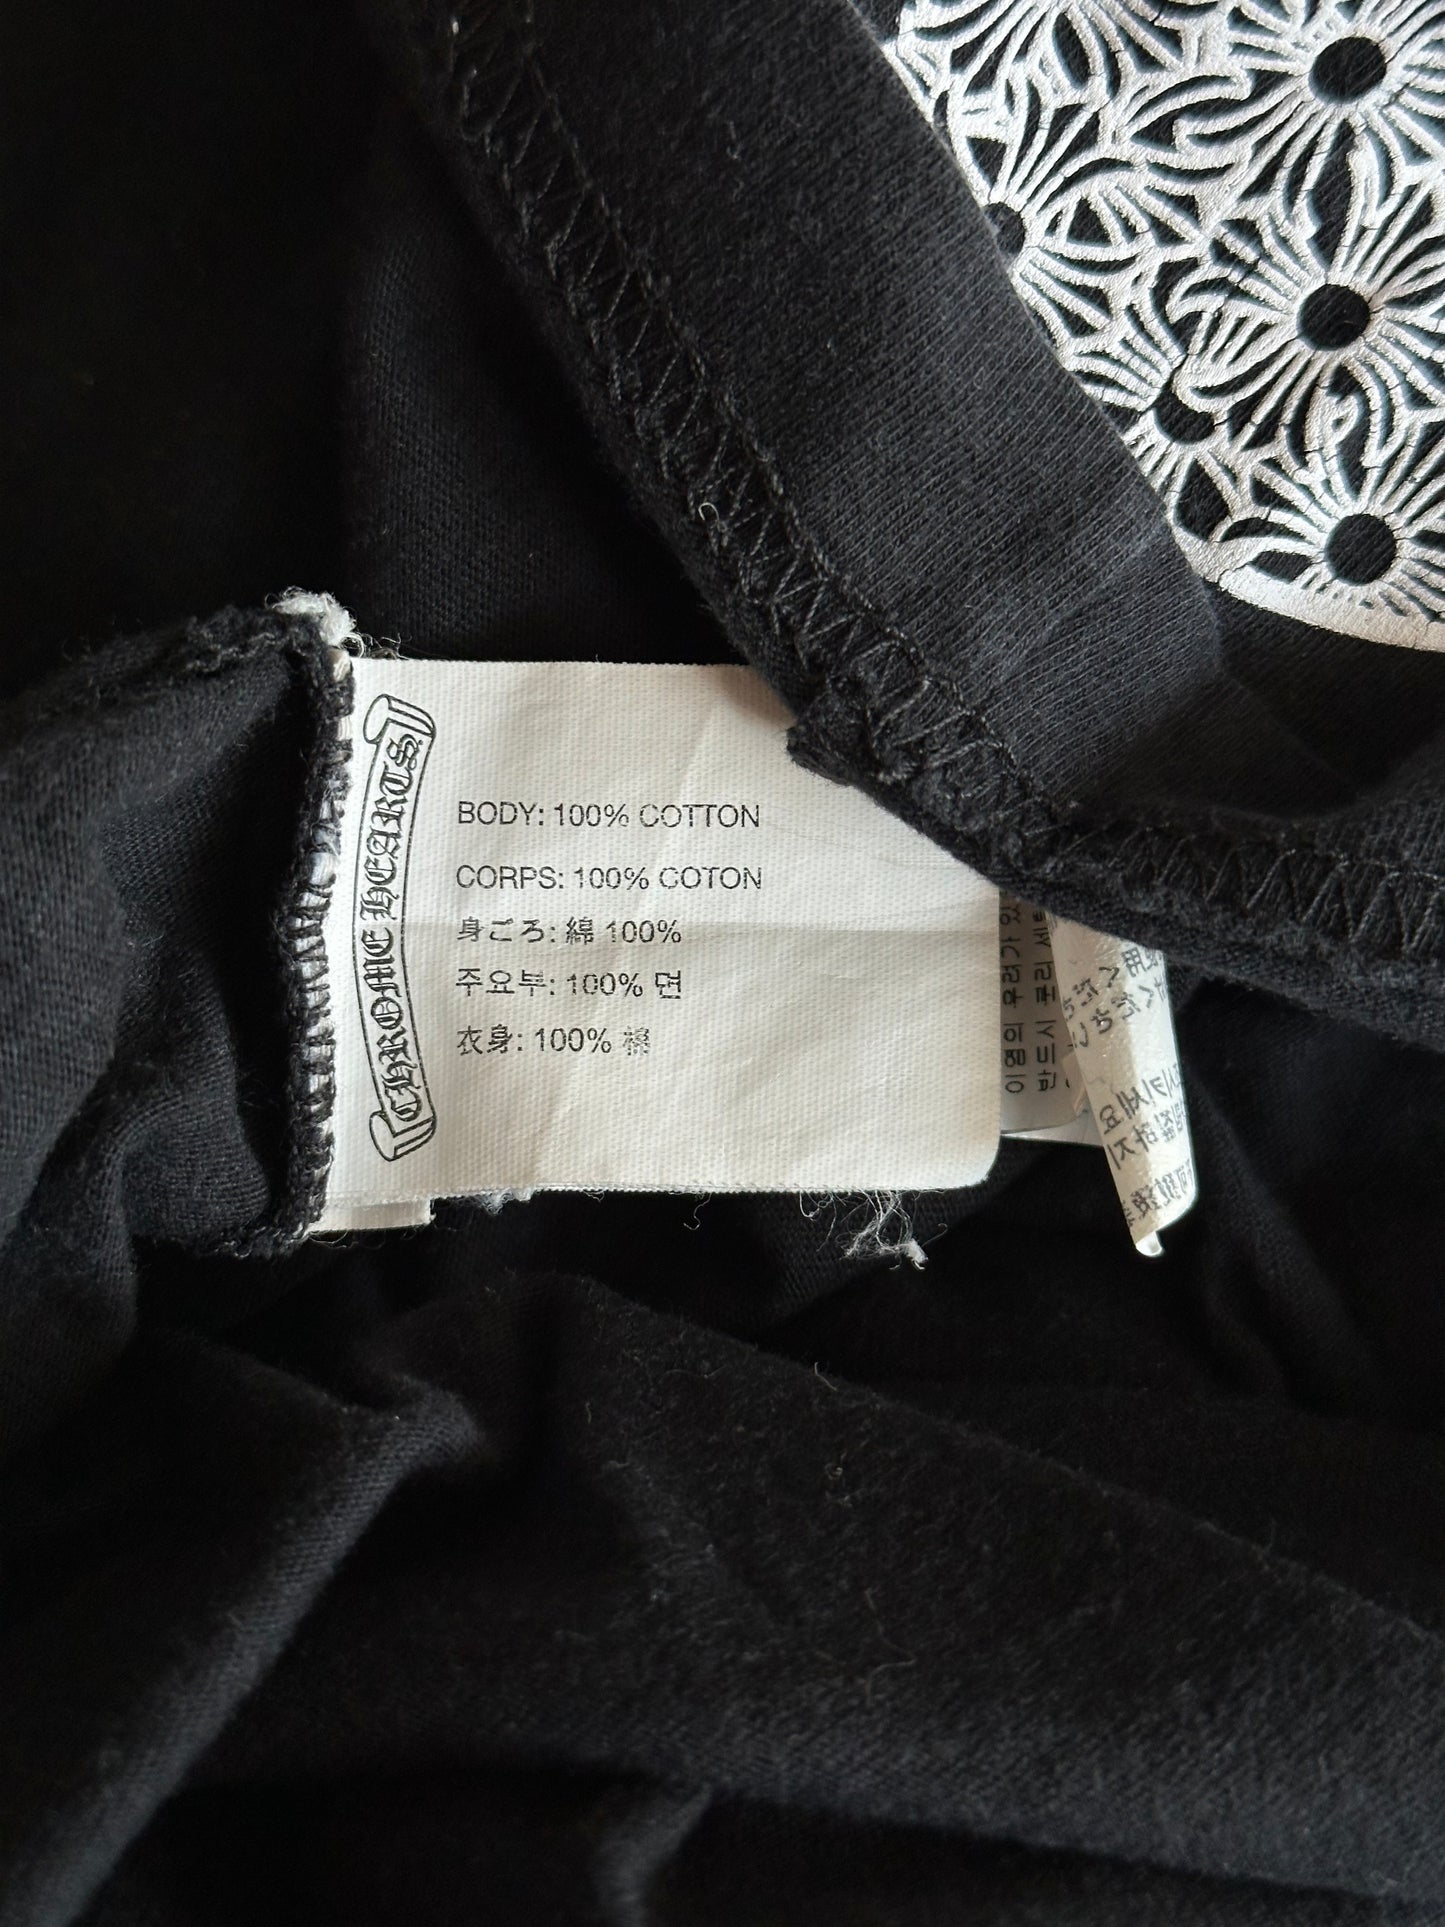 CHROME HEARTS
BODY: 100% COTTON
CORPS: 100% COTON
身ごろ: 綿 100%
주요부: 100% 면
衣身: 100% 棉